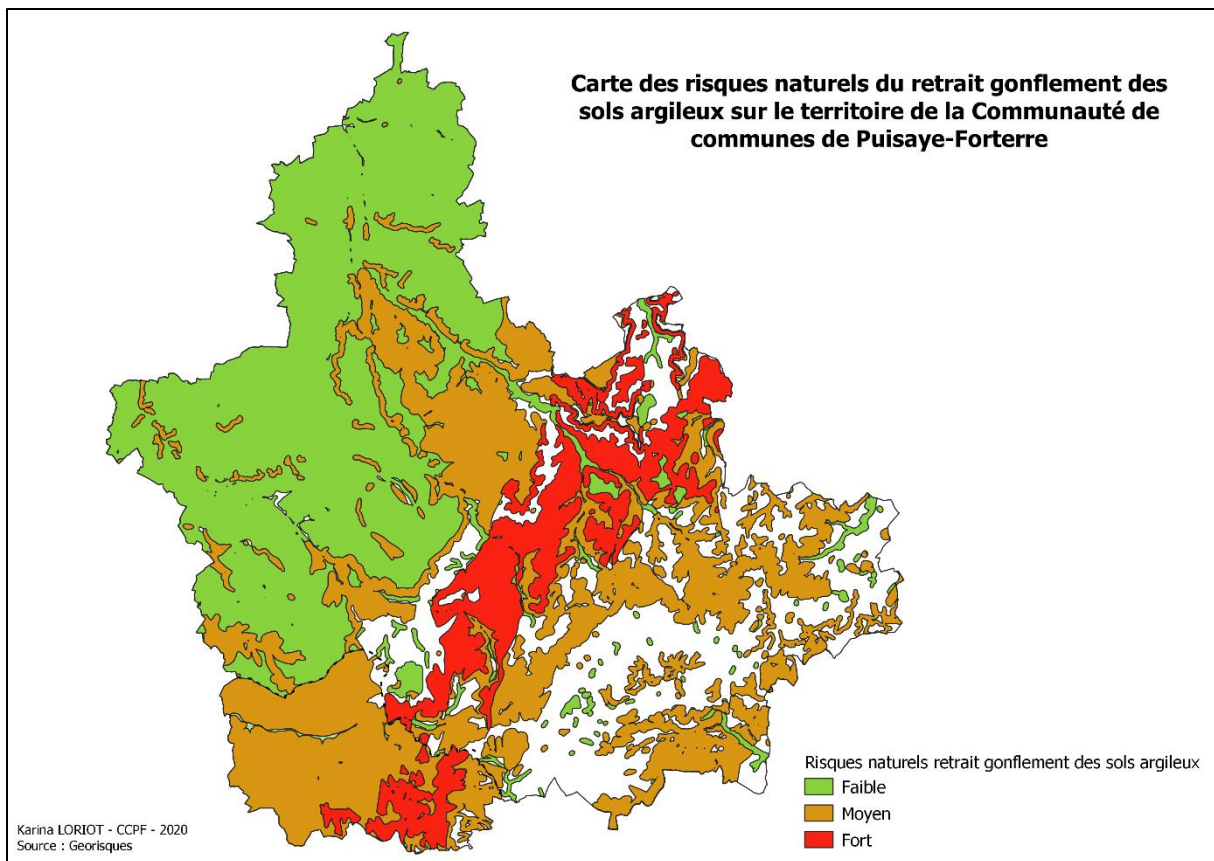 Carte des risques naturels du retrait gonflement des
sols argileux sur le territoire de la Communauté de
communes de Puisaye-Forterre
Risques naturels retrait gonflement des sols argileux
Faible
Moyen
Fort
Karina LORIOT - CCPF - 2020
Source : Georisques